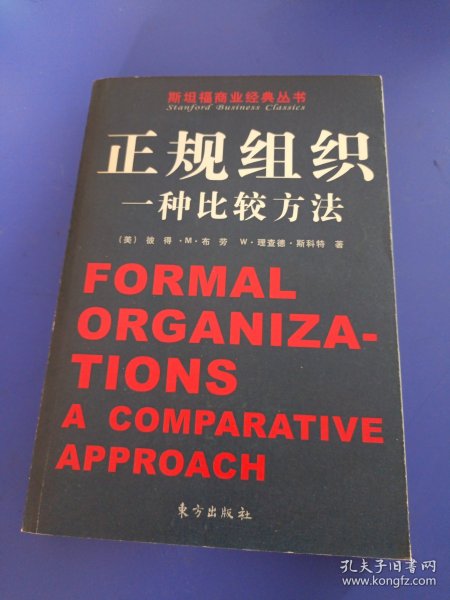 斯坦福商业经典丛书
Stanford Business Classics
正规组织
一种比较方法
（美） 彼 得 ·M·布 劳 W·理查德·斯科特 著
FORMAL
ORGANIZA-
TIONS
A COMPARATIVE
APPROACH
東方出版社
孔夫子旧书网
www.kongfz.com